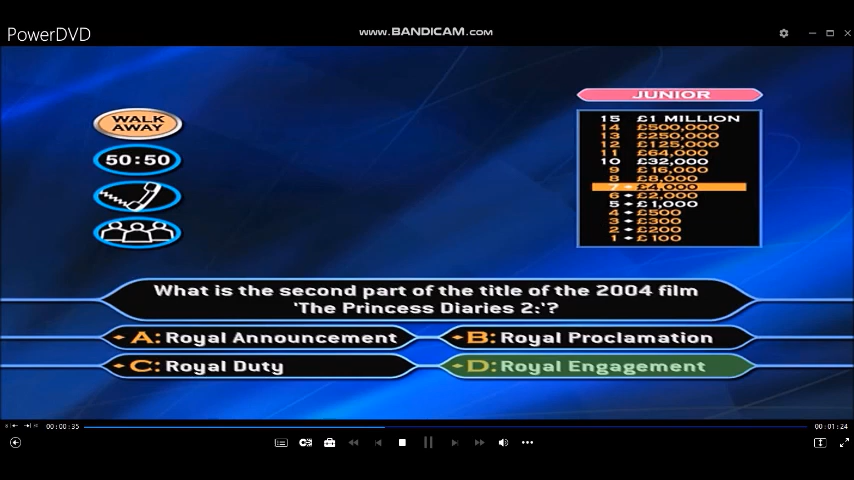 PowerDVD
www.BANDICAM.com
JUNIOR
WALK
AWAY
50:50
15 £1 MILLION
14 £500,000
13 £250,000
12 £125,000
11 £64,000
10 £32,000
9 £16,000
8 £8,000
7 £4,000
6 £2,000
5 £1,000
4 £500
3 £300
2 £200
1 £100
What is the second part of the title of the 2004 film
'The Princess Diaries 2:'?
A: Royal Announcement
B: Royal Proclamation
C: Royal Duty
D: Royal Engagement
00:00:35
00:01:24